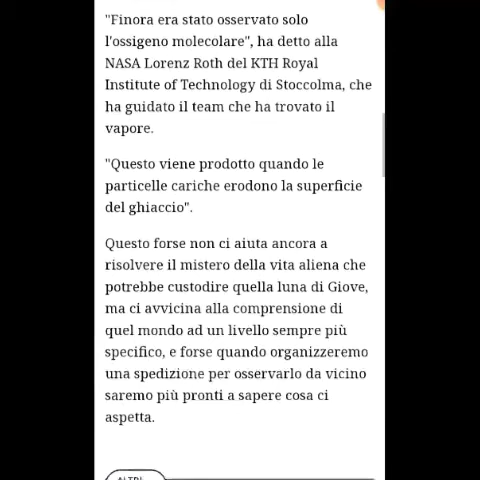 "Finora era stato osservato solo
l'ossigeno molecolare", ha detto alla
NASA Lorenz Roth del KTH Royal
Institute of Technology di Stoccolma, che
ha guidato il team che ha trovato il
vapore.
"Questo viene prodotto quando le
particelle cariche erodono la superficie
del ghiaccio".
Questo forse non ci aiuta ancora a
risolvere il mistero della vita aliena che
potrebbe custodire quella luna di Giove,
ma ci avvicina alla comprensione di
quel mondo ad un livello sempre più
specifico, e forse quando organizzeremo
una spedizione per osservarlo da vicino
saremo più pronti a sapere cosa ci
aspetta.